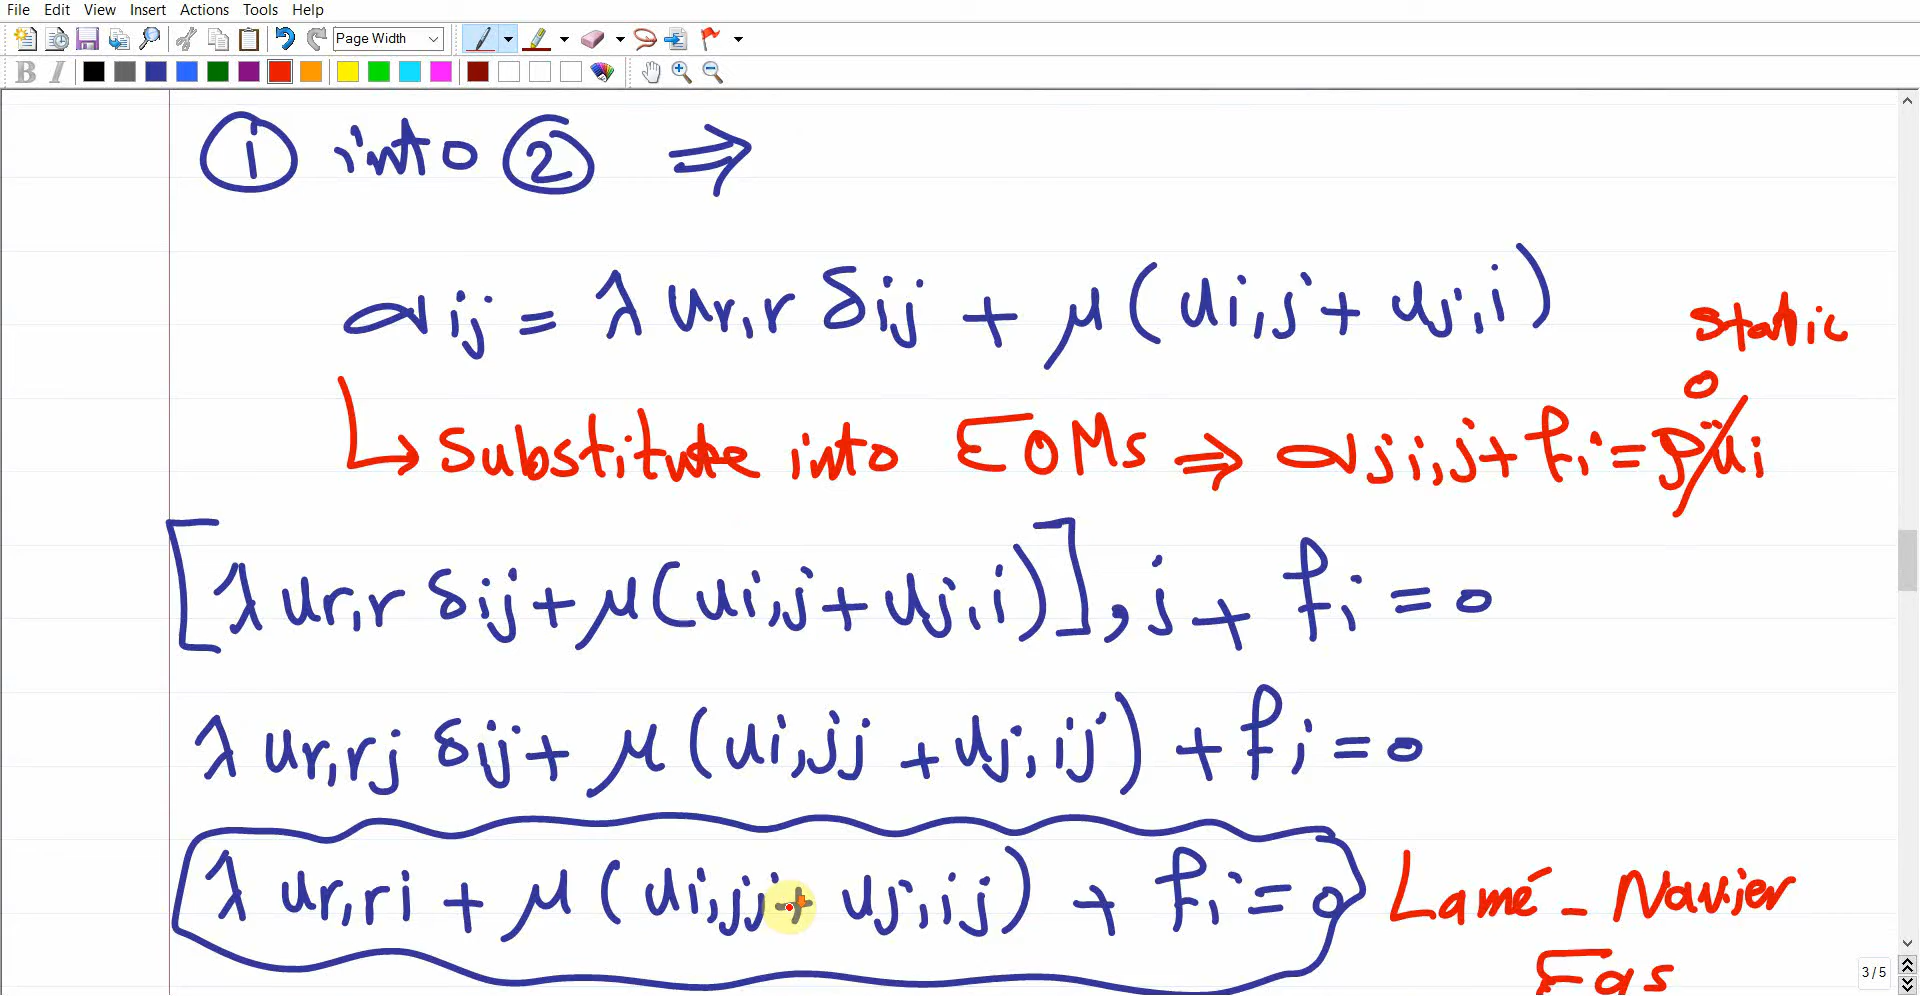 File Edit View Insert Actions Tools Help
Page Width
B I
① into ② ⇒
σij = λ ur,r δij + μ(ui,j + uj,i)
static
0
↳ Substitute into EOMs ⇒ σji,j + fi = ρüi
[λ ur,r δij + μ(ui,j + uj,i)],j + fi = 0
λ ur,rj δij + μ(ui,jj + uj,ij) + fi = 0
λ ur,ri + μ(ui,jj + uj,ij) + fi = 0 Lamé - Navier
Eqs
3/5